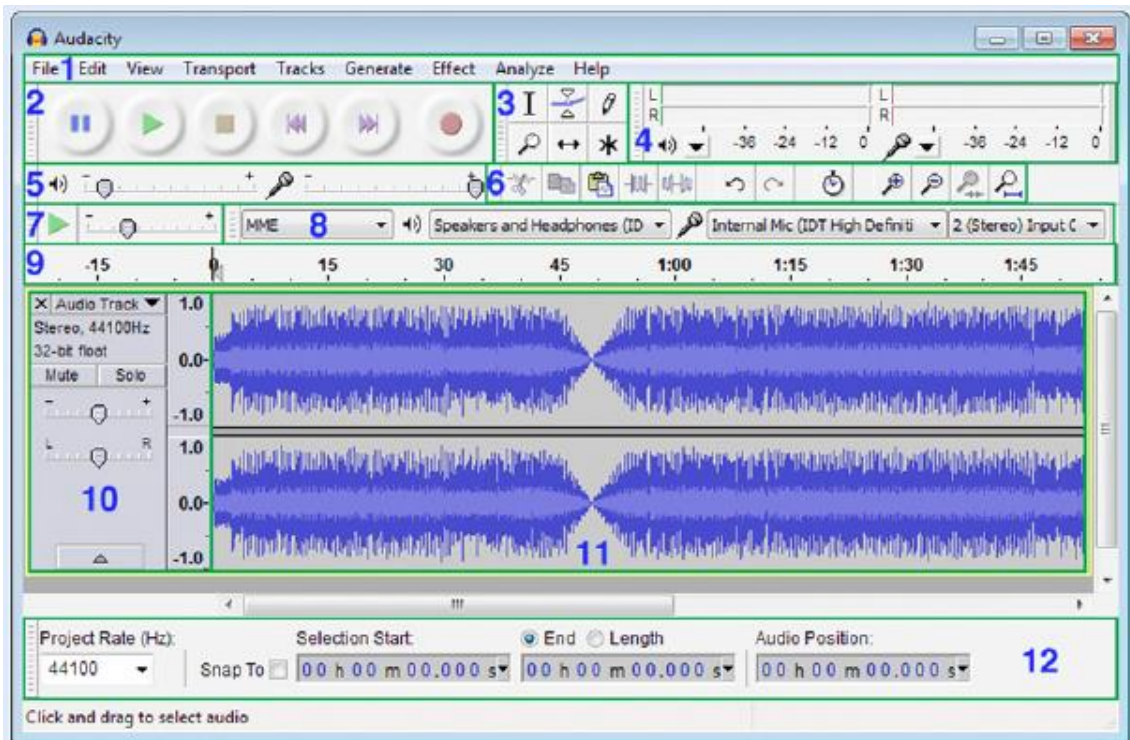 Audacity
File 1 Edit View Transport Tracks Generate Effect Analyze Help
2
3
L
R
L
R
4 -36 -24 -12 0 -36 -24 -12 0
5 - + - +
6
7 - +
MME 8 Speakers and Headphones (ID Internal Mic (IDT High Definiti 2 (Stereo) Input C
9 -15 0 15 30 45 1:00 1:15 1:30 1:45
X Audio Track 1.0
Stereo, 44100Hz
32-bit float
0.0
Mute Solo
- +
-1.0
L R
1.0
10
0.0
11
-1.0
Project Rate (Hz): Selection Start: End Length Audio Position:
44100 Snap To 00 h 00 m 00.000 s 00 h 00 m 00.000 s 00 h 00 m 00.000 s 12
Click and drag to select audio